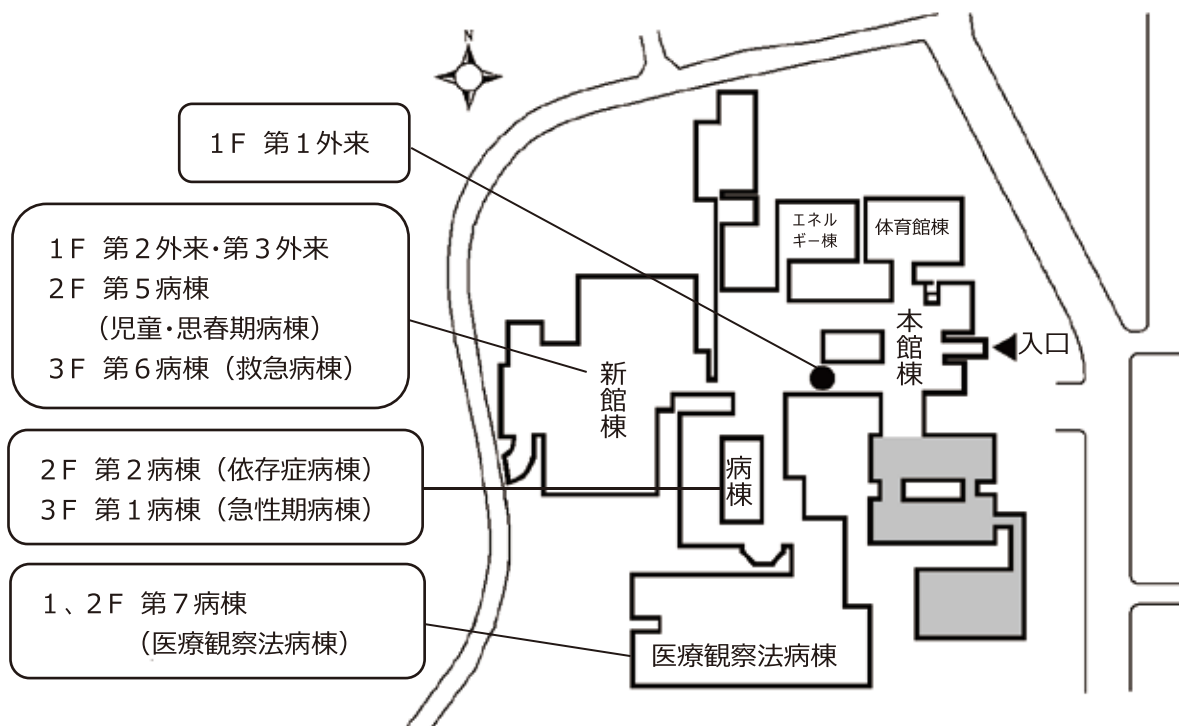 N
1F 第1外来
1F 第2外来・第3外来
2F 第5病棟
(児童・思春期病棟)
3F 第6病棟(救急病棟)
2F 第2病棟(依存症病棟)
3F 第1病棟(急性期病棟)
1、2F 第7病棟
(医療観察法病棟)
エネル
ギー棟
体育館棟
本館棟
入口
新館棟
病棟
医療観察法病棟